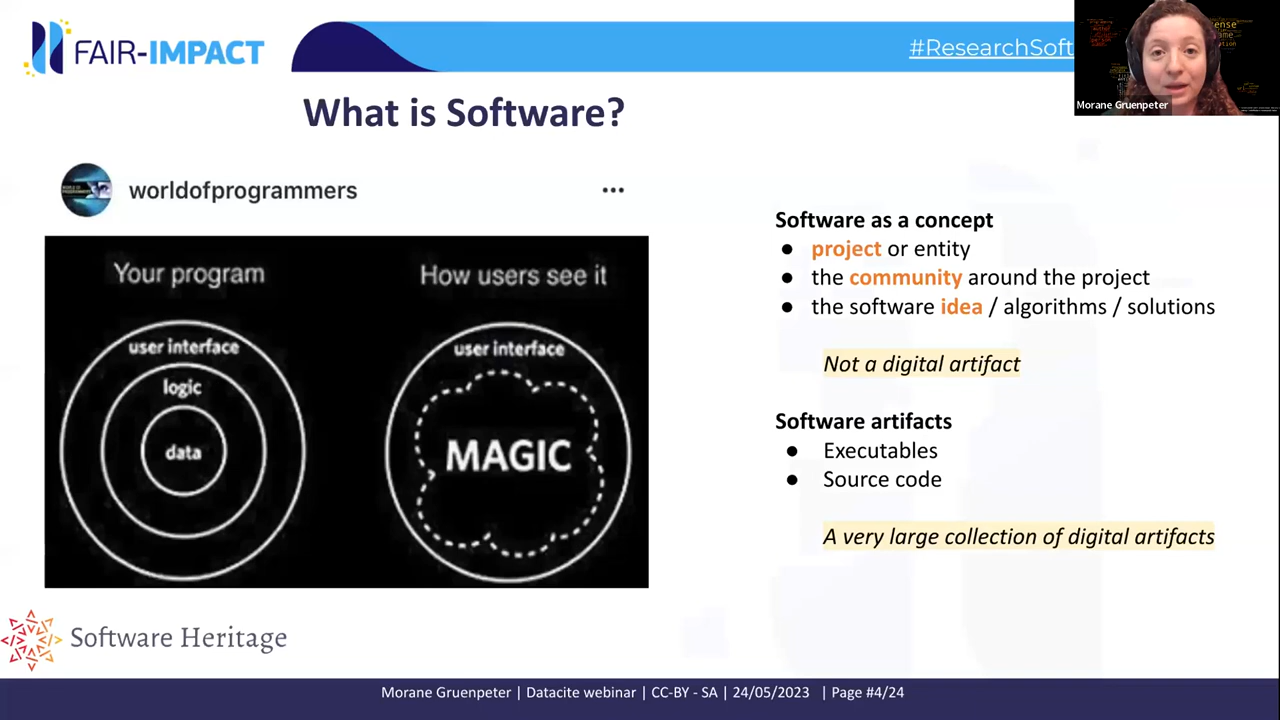 FAIR-IMPACT
#ResearchSoft
Morane Gruenpeter
What is Software?
worldofprogrammers
Your program
user interface
logic
data
How users see it
user interface
MAGIC
Software as a concept
● project or entity
● the community around the project
● the software idea / algorithms / solutions
Not a digital artifact
Software artifacts
● Executables
● Source code
A very large collection of digital artifacts
Software Heritage
Morane Gruenpeter | Datacite webinar | CC-BY - SA | 24/05/2023 | Page #4/24